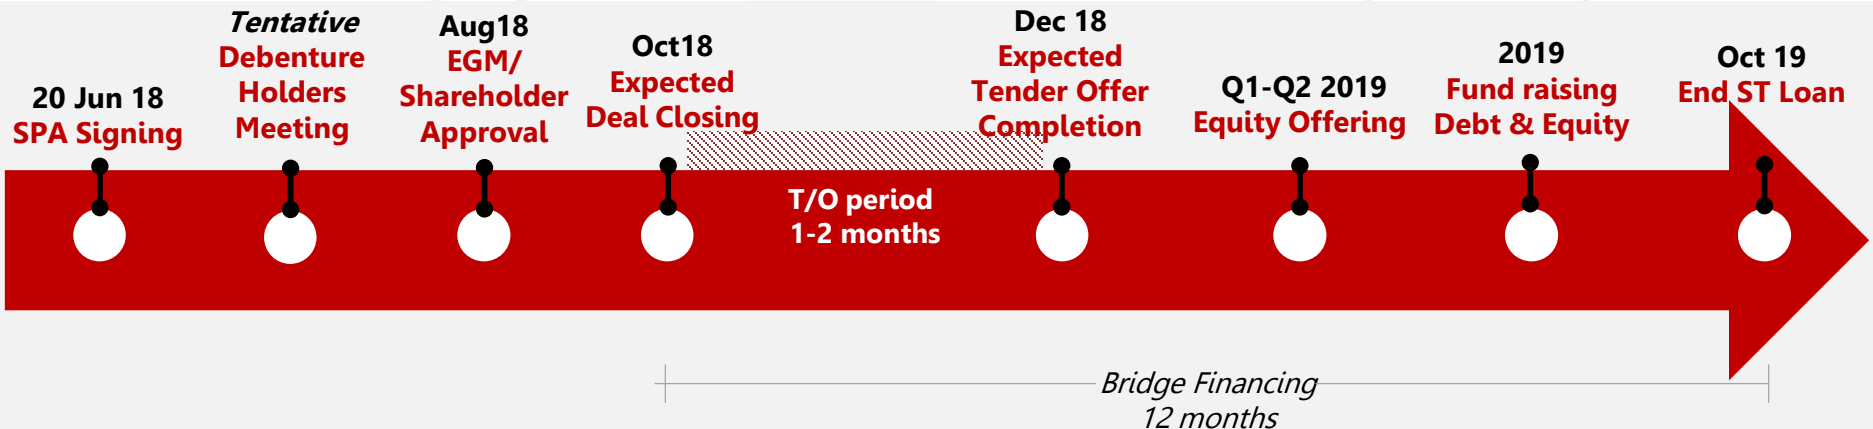 20 Jun 18
SPA Signing
Tentative
Debenture
Holders
Meeting
Aug18
EGM/
Shareholder
Approval
Oct18
Expected
Deal Closing
Dec 18
Expected
Tender Offer
Completion
Q1-Q2 2019
Equity Offering
2019
Fund raising
Debt & Equity
Oct 19
End ST Loan
T/O period
1-2 months
Bridge Financing
12 months